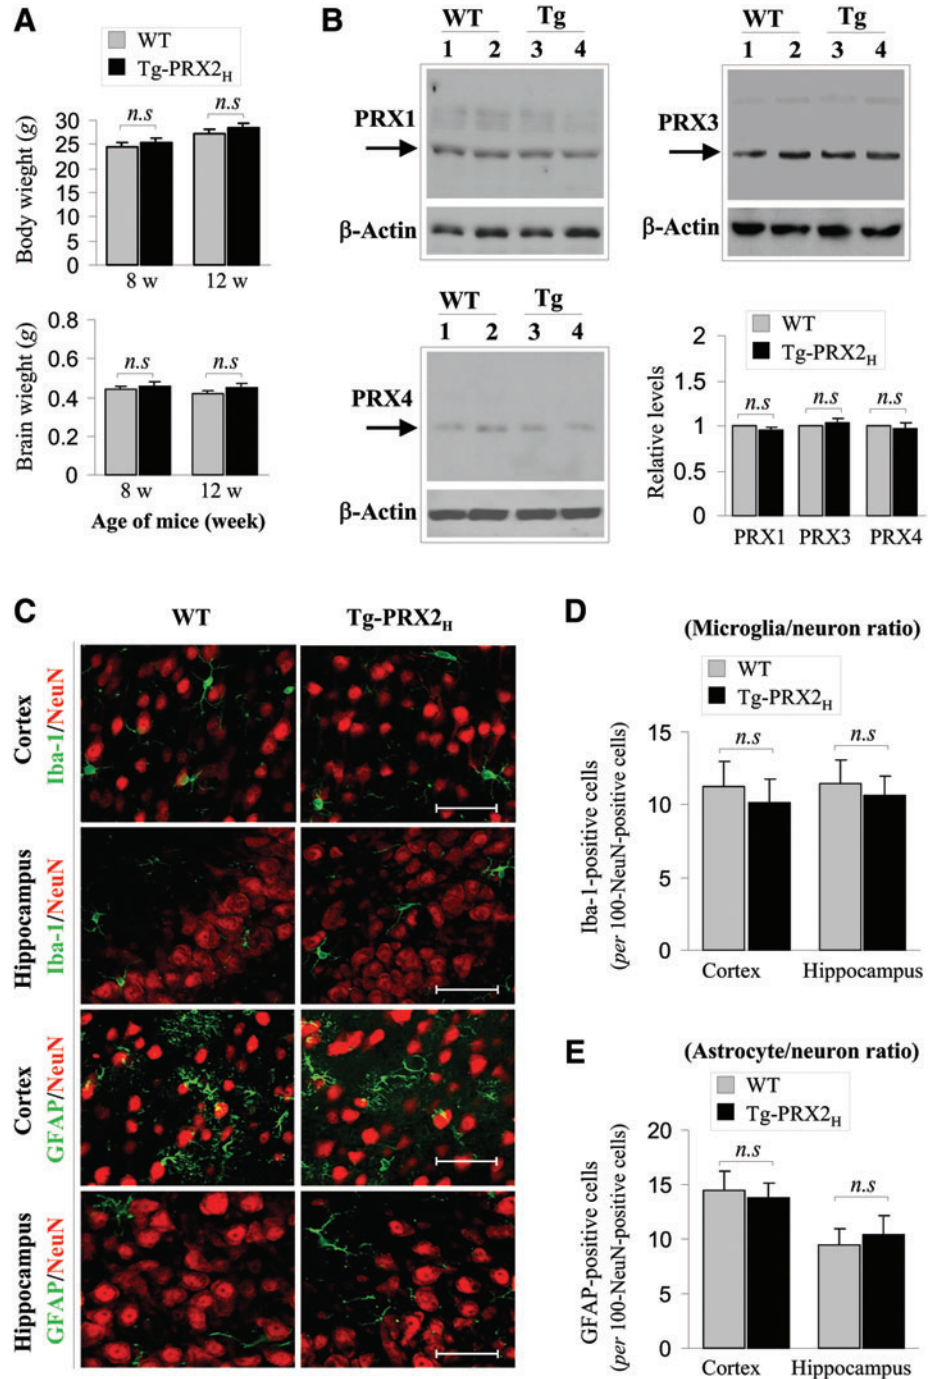 A
WT
Tg-PRX2H
n.s
n.s
30
25
20
15
10
5
0
Body wieght (g)
8 w
12 w
0.8
0.6
0.4
0.2
0
Brain wieght (g)
n.s
n.s
8 w
12 w
Age of mice (week)
B
WT
Tg
1 2 3 4
PRX1
β-Actin
WT
Tg
1 2 3 4
PRX3
β-Actin
WT
Tg
1 2 3 4
PRX4
β-Actin
WT
Tg-PRX2H
2
1.5
1
0.5
0
Relative levels
n.s
n.s
n.s
PRX1 PRX3 PRX4
C
WT
Tg-PRX2H
Cortex
Iba-1/NeuN
Hippocampus
Iba-1/NeuN
Cortex
GFAP/NeuN
Hippocampus
GFAP/NeuN
D
(Microglia/neuron ratio)
WT
Tg-PRX2H
15
10
5
0
Iba-1-positive cells
(per 100-NeuN-positive cells)
n.s
n.s
Cortex
Hippocampus
E
(Astrocyte/neuron ratio)
WT
Tg-PRX2H
20
15
10
5
0
GFAP-positive cells
(per 100-NeuN-positive cells)
n.s
n.s
Cortex
Hippocampus